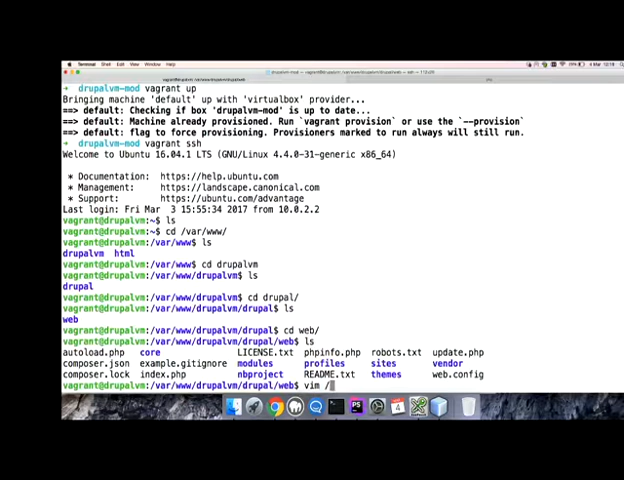 Terminal Shell Edit View Window Help
drupalvm-mod vagrant up
Bringing machine 'default' up with 'virtualbox' provider...
==> default: Checking if box 'drupalvm-mod' is up to date...
==> default: Machine already provisioned. Run `vagrant provision` or use the `--provision`
==> default: flag to force provisioning. Provisioners marked to run always will still run.
drupalvm-mod vagrant ssh
Welcome to Ubuntu 16.04.1 LTS (GNU/Linux 4.4.0-31-generic x86_64)
* Documentation: https://help.ubuntu.com
* Management: https://landscape.canonical.com
* Support: https://ubuntu.com/advantage
Last login: Fri Mar 3 15:55:34 2017 from 10.0.2.2
vagrant@drupalvm:~$ ls
vagrant@drupalvm:~$ cd /var/www/
vagrant@drupalvm:/var/www$ ls
drupalvm html
vagrant@drupalvm:/var/www$ cd drupalvm
vagrant@drupalvm:/var/www/drupalvm$ ls
drupal
vagrant@drupalvm:/var/www/drupalvm$ cd drupal/
vagrant@drupalvm:/var/www/drupalvm/drupal$ ls
web
vagrant@drupalvm:/var/www/drupalvm/drupal$ cd web/
vagrant@drupalvm:/var/www/drupalvm/drupal/web$ ls
autoload.php core LICENSE.txt phpinfo.php robots.txt update.php
composer.json example.gitignore modules profiles sites vendor
composer.lock index.php nbproject README.txt themes web.config
vagrant@drupalvm:/var/www/drupalvm/drupal/web$ vim /